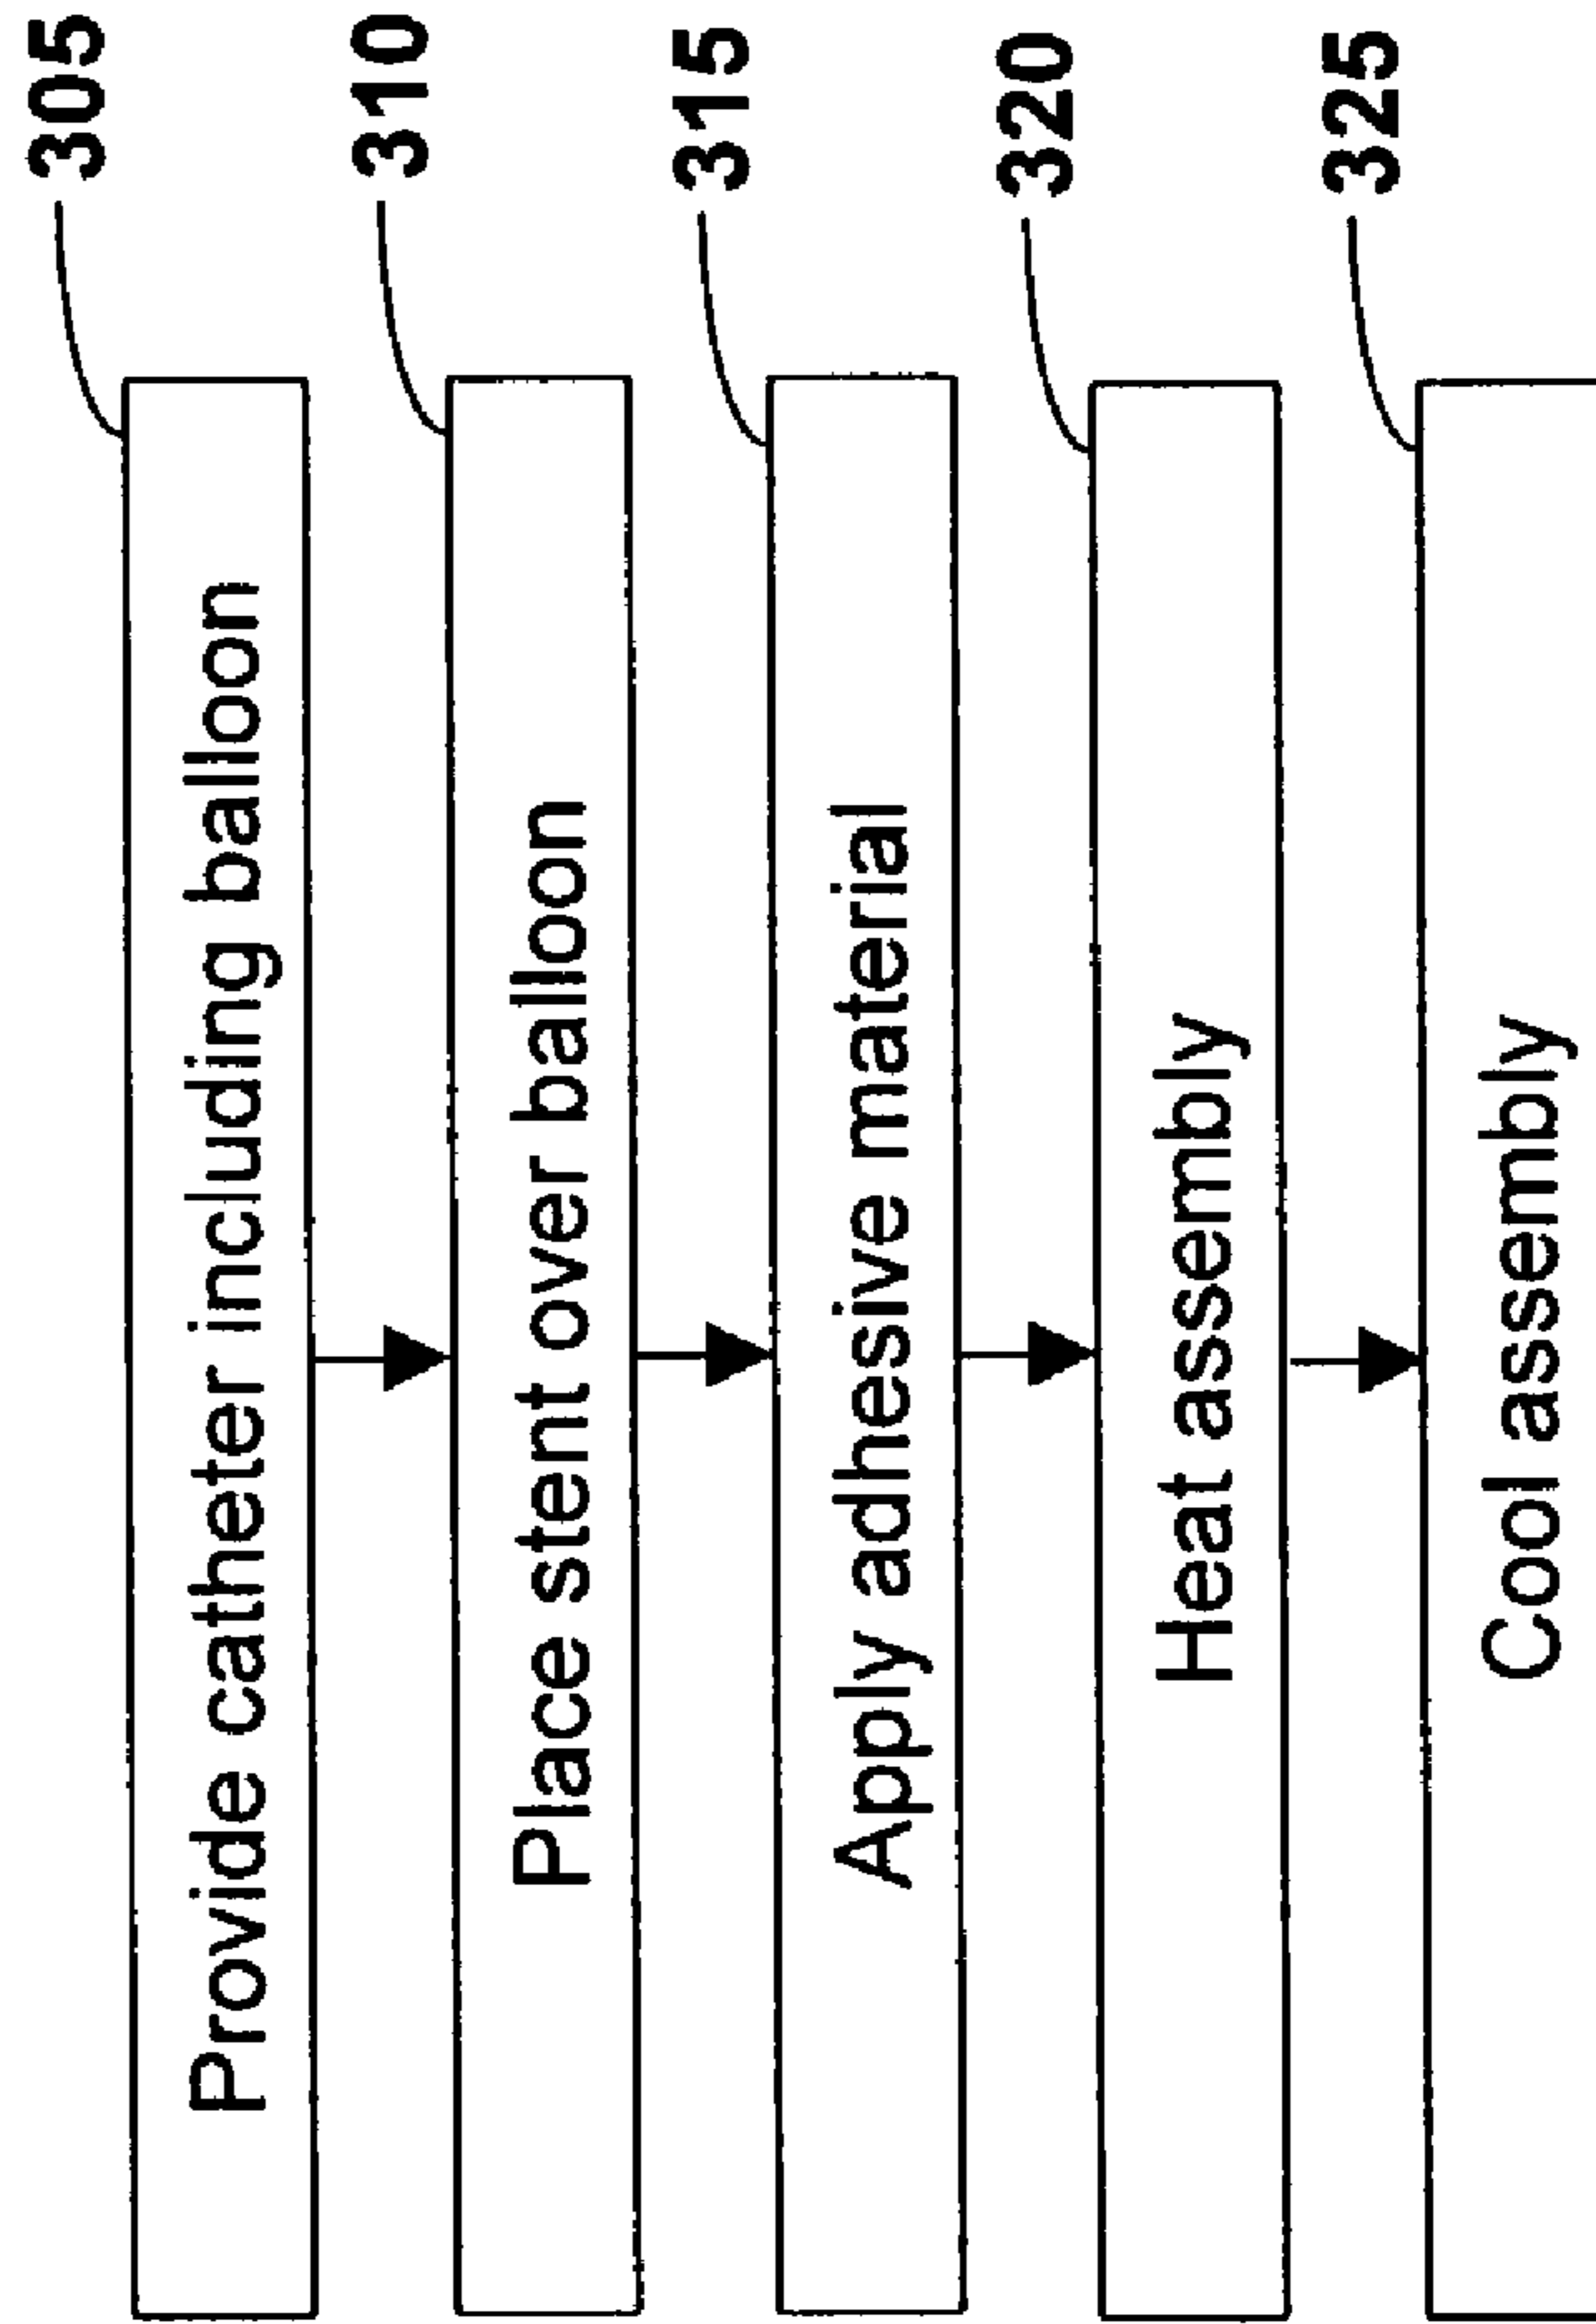 305
Provide catheter including balloon
310
Place stent over balloon
315
Apply adhesive material
320
Heat assembly
325
Cool assembly